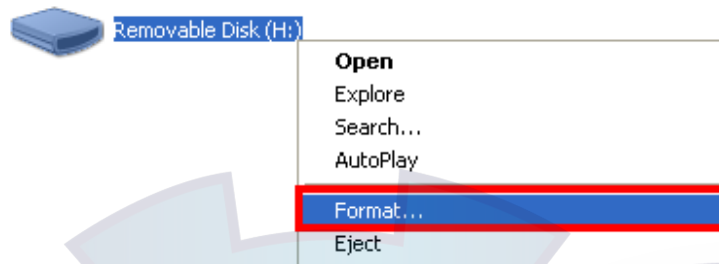 Removable Disk (H:)
Open
Explore
Search...
AutoPlay
Format...
Eject